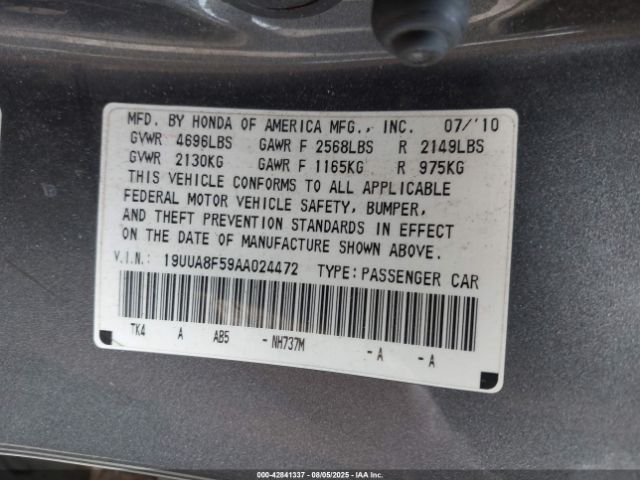 MFD. BY HONDA OF AMERICA MFG., INC. 07/'10
GVWR 4696LBS GAWR F 2568LBS R 2149LBS
GVWR 2130KG GAWR F 1165KG R 975KG
THIS VEHICLE CONFORMS TO ALL APPLICABLE
FEDERAL MOTOR VEHICLE SAFETY, BUMPER,
AND THEFT PREVENTION STANDARDS IN EFFECT
ON THE DATE OF MANUFACTURE SHOWN ABOVE.
V.I.N.: 19UUA8F59AA024472 TYPE:PASSENGER CAR
TK4 A AB5 -NH737M -A -A
000-42841337 - 08/05/2025 - IAAI.COM